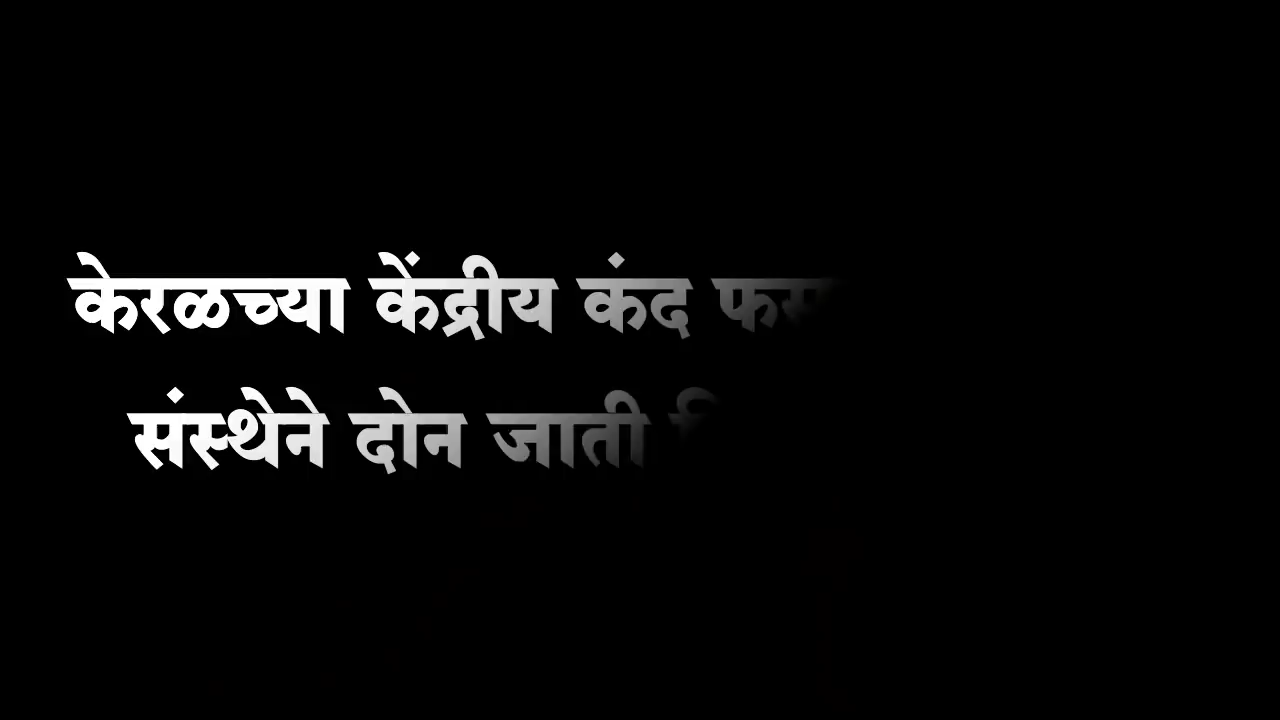 केरळच्या केंद्रीय कंद
संस्थेने दोन जाती